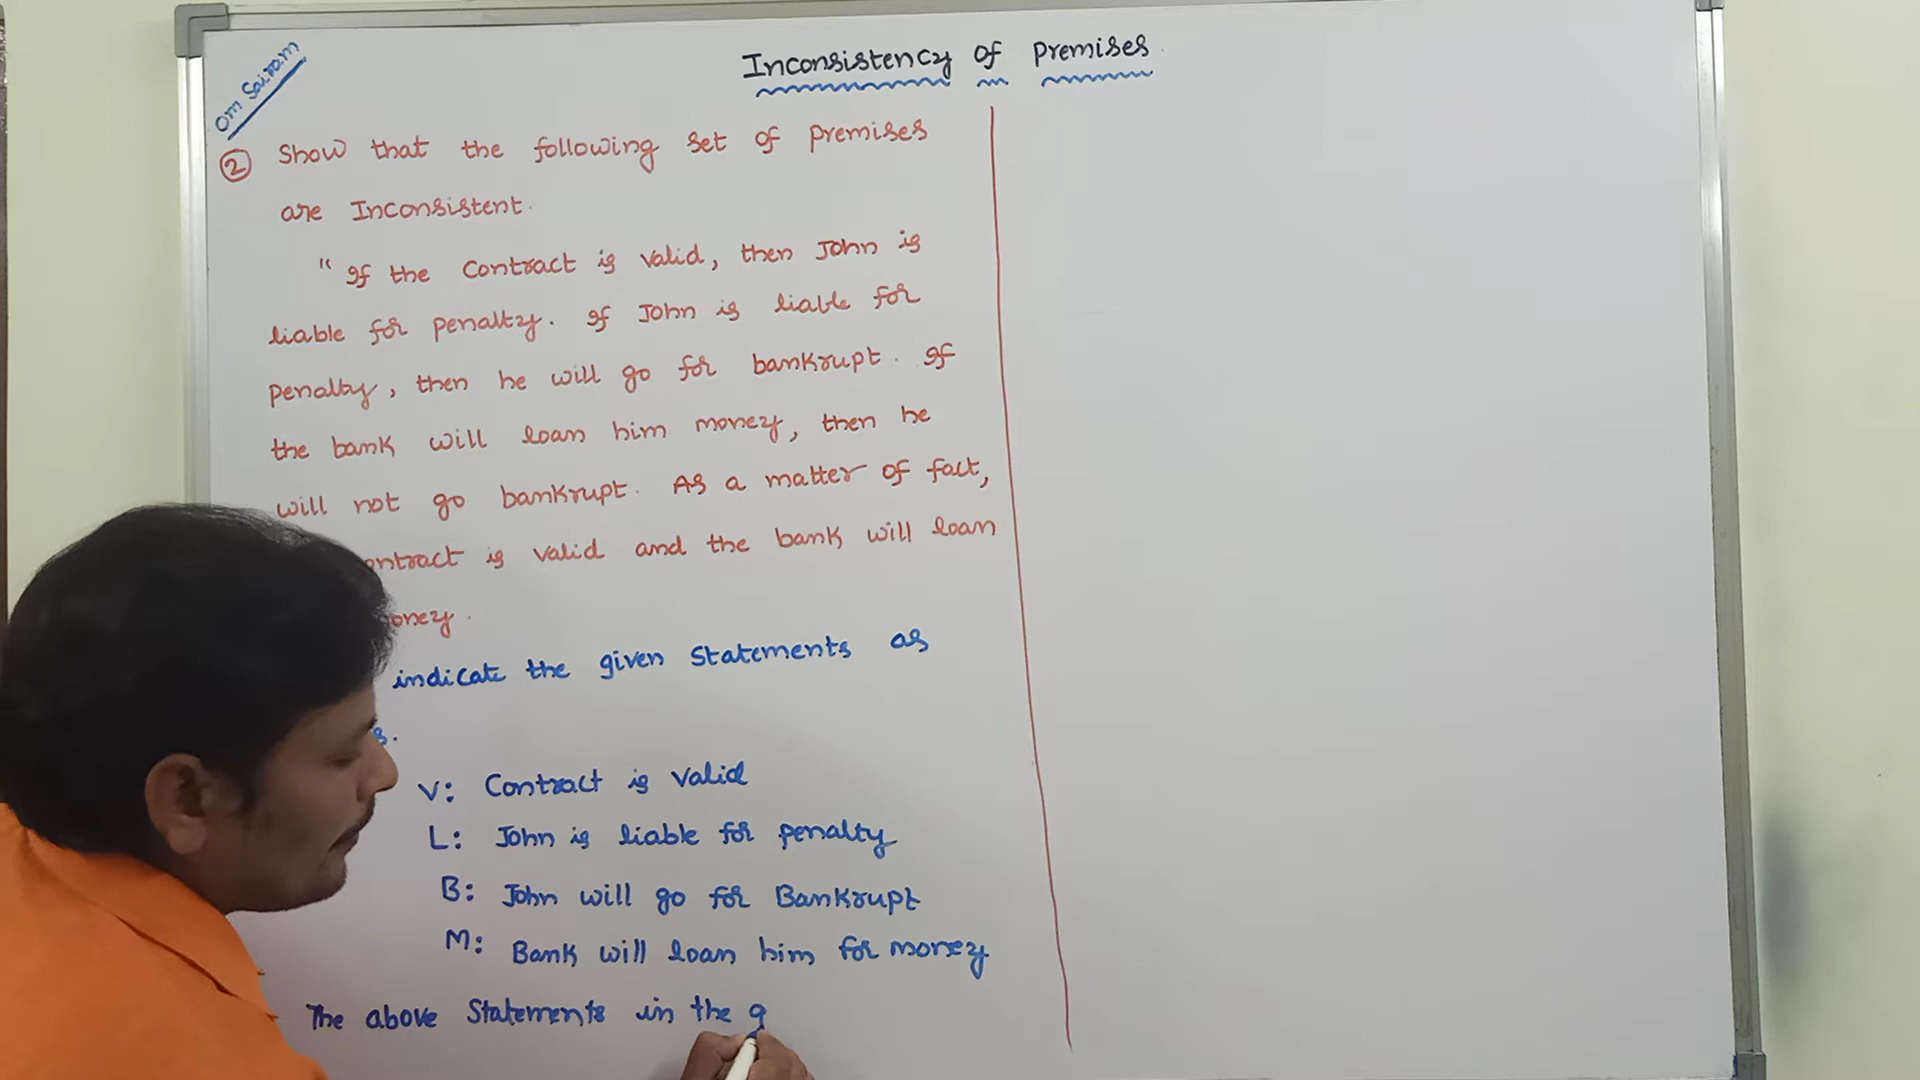 Om Sairam
Inconsistency of Premises
② Show that the following set of Premises
are Inconsistent.
" If the Contract is Valid, then John is
liable for penalty. If John is liable for
Penalty, then he will go for bankrupt. If
the bank will loan him money, then he
will not go bankrupt. As a matter of fact,
ontract is valid and the bank will loan
oney.
indicate the given Statements as
s.
V: Contract is Valid
L: John is liable for penalty
B: John will go for Bankrupt
M: Bank will loan him for money
The above Statements in the g